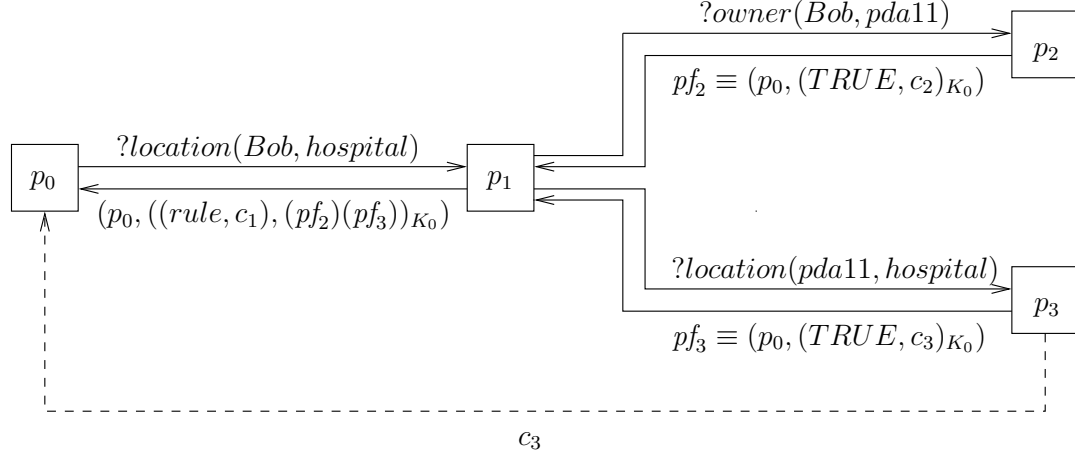 ?owner(Bob, pda11)
p₂
pf₂ ≡ (p₀, (TRUE, c₂)_{K₀})
?location(Bob, hospital)
p₀
p₁
(p₀, ((rule, c₁), (pf₂)(pf₃))_{K₀})
?location(pda11, hospital)
p₃
pf₃ ≡ (p₀, (TRUE, c₃)_{K₀})
c₃